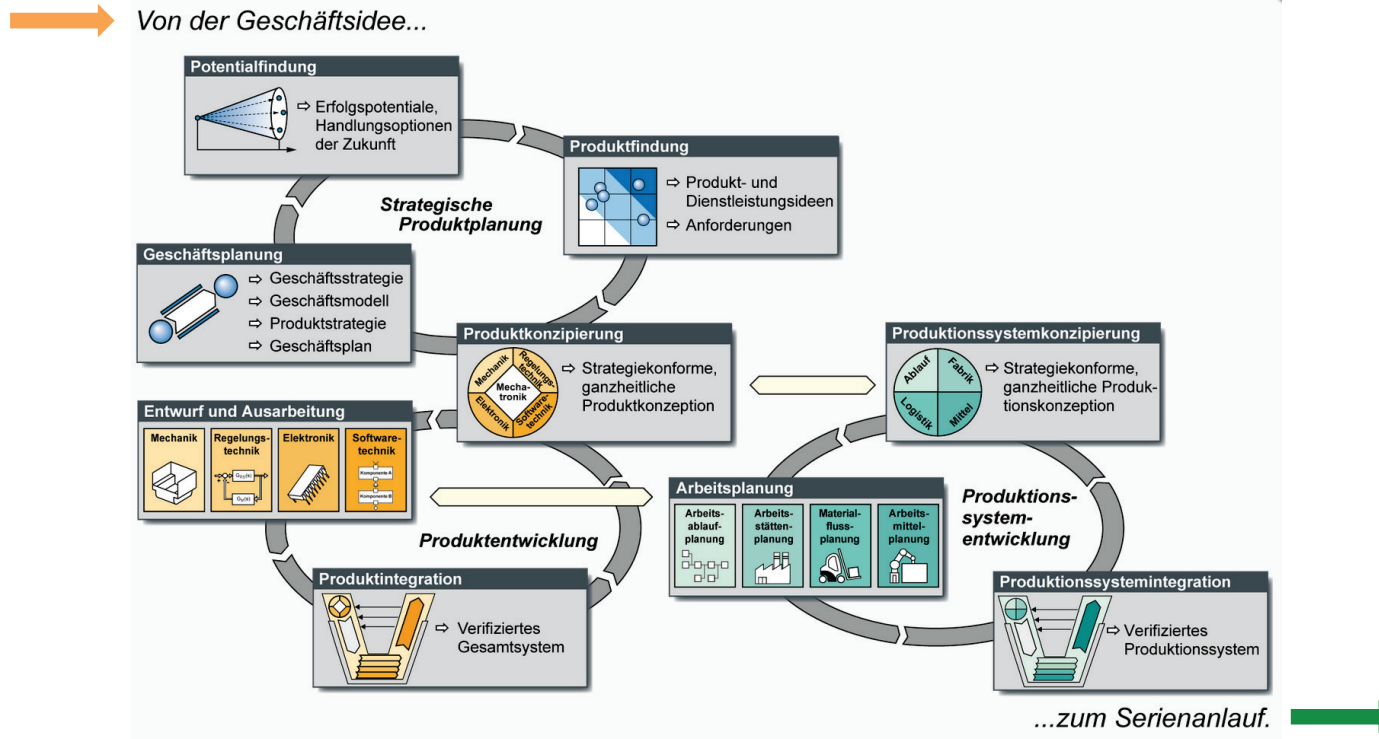 Von der Geschäftsidee...
Potentialfindung
⇨ Erfolgspotentiale,
Handlungsoptionen
der Zukunft
Produktfindung
⇨ Produkt- und
Dienstleistungsideen
⇨ Anforderungen
Strategische
Produktplanung
Geschäftsplanung
⇨ Geschäftsstrategie
⇨ Geschäftsmodell
⇨ Produktstrategie
⇨ Geschäftsplan
Produktkonzipierung
Mechanik
Regelungs-
technik
Mecha-
tronik
Elektronik
Software-
technik
⇨ Strategiekonforme,
ganzheitliche
Produktkonzeption
Produktionssystemkonzipierung
Ablauf
Fabrik
Logistik
Mittel
⇨ Strategiekonforme,
ganzheitliche Produk-
tionskonzeption
Entwurf und Ausarbeitung
Mechanik
Regelungs-
technik
Elektronik
Software-
technik
Komponente A
Komponente B
Arbeitsplanung
Arbeits-
ablauf-
planung
Arbeits-
stätten-
planung
Material-
fluss-
planung
Arbeits-
mittel-
planung
Produktions-
system-
entwicklung
Produktentwicklung
Produktintegration
⇨ Verifiziertes
Gesamtsystem
Produktionssystemintegration
⇨ Verifiziertes
Produktionssystem
...zum Serienanlauf.